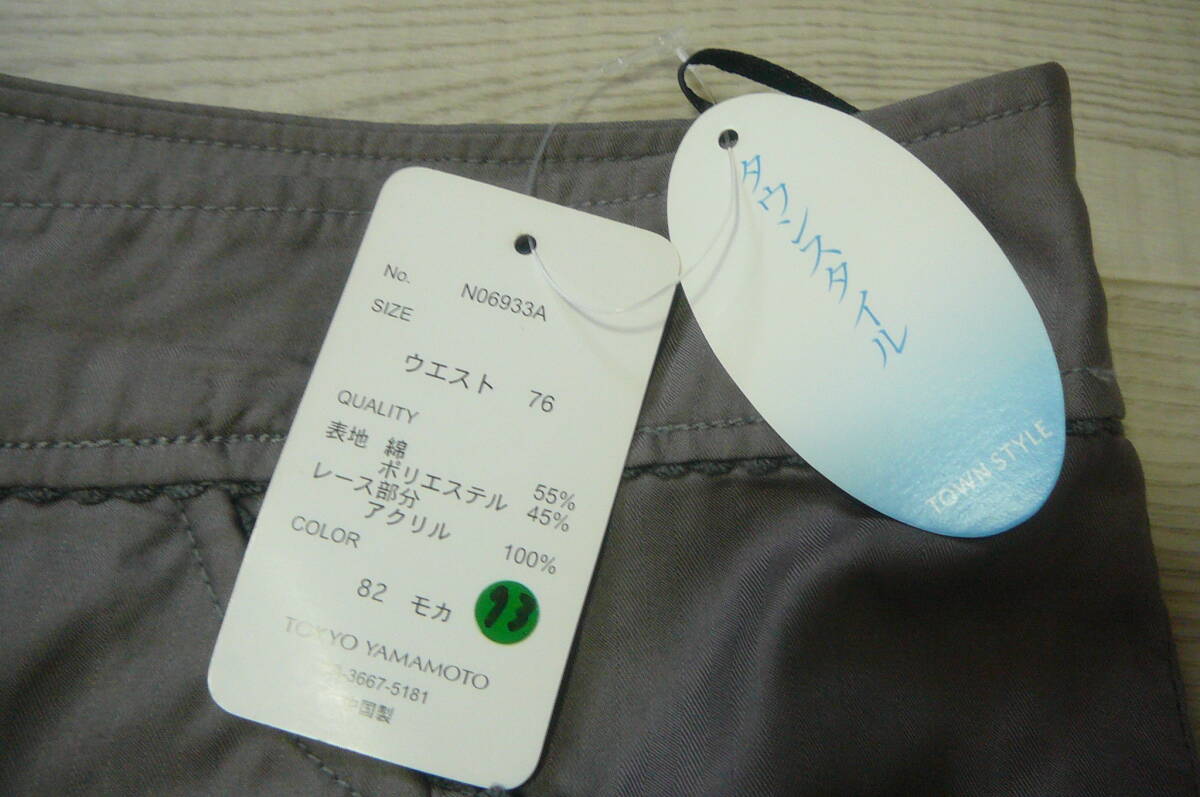 No. N06933A
SIZE
ウエスト 76
QUALITY
表地 綿 55%
ポリエステル 45%
レース部分
アクリル 100%
COLOR
82 モカ
93
TOKYO YAMAMOTO
-3667-5181
中国製
タウンスタイル
TOWN STYLE